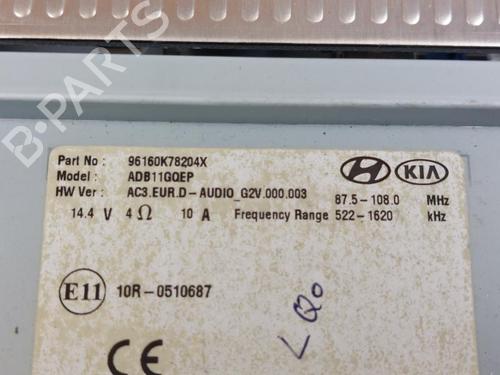 B-PARTS
Part No : 96160K78204X
Model : ADB11GQEP
HW Ver : AC3.EUR.D-AUDIO_G2V.000.003 87.5-108.0 MHz
14.4 V 4Ω 10 A Frequency Range 522-1620 kHz
KIA
E11 10R-0510687
CE